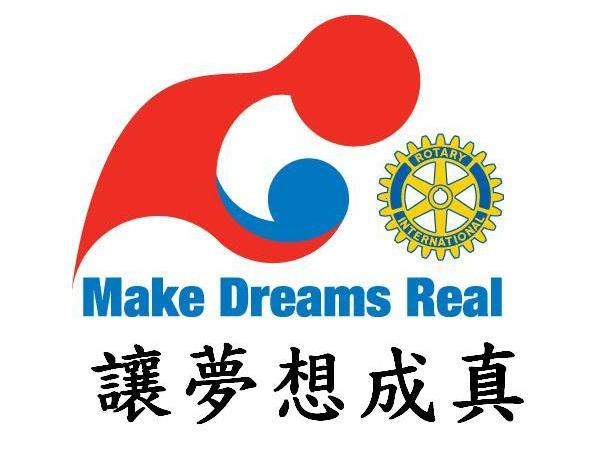 ROTARY
INTERNATIONAL
Make Dreams Real
讓夢想成真